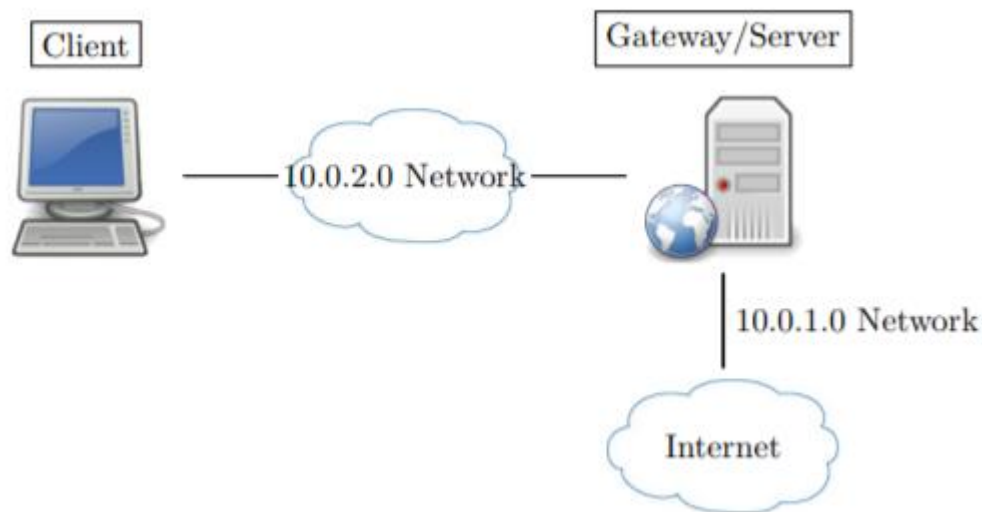 Client
Gateway/Server
10.0.2.0 Network
10.0.1.0 Network
Internet